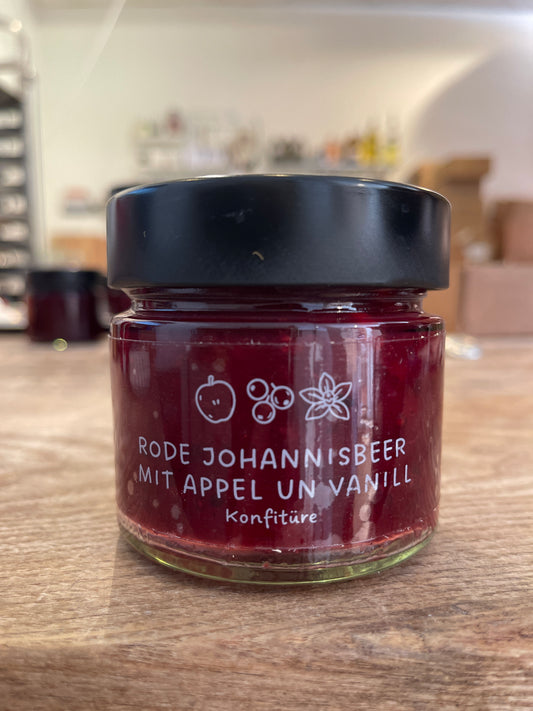 RODE JOHANNISBEER
MIT APPEL UN VANILL
Konfitüre